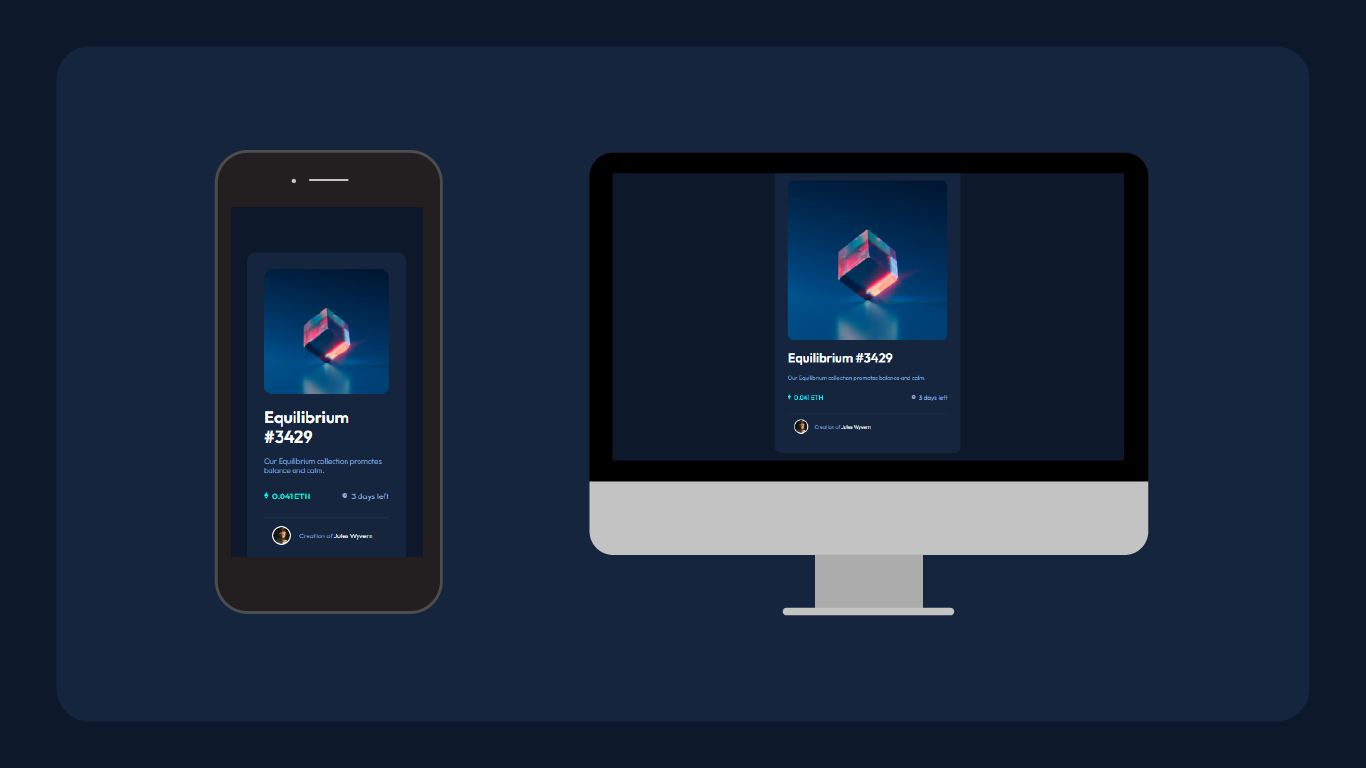 Equilibrium
#3429
Our Equilibrium collection promotes
balance and calm.
0.041 ETH
3 days left
Creation of Jules Wyvern
Equilibrium #3429
Our Equilibrium collection promotes balance and calm.
0.041 ETH
3 days left
Creation of Jules Wyvern